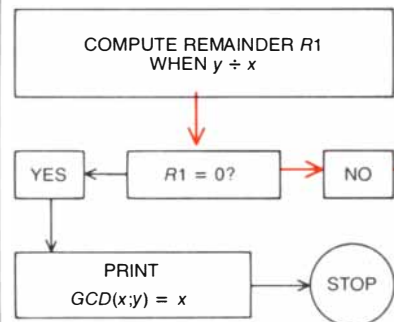 COMPUTE REMAINDER R1
WHEN y ÷ x
YES
R1 = 0?
NO
PRINT
GCD(x;y) = x
STOP